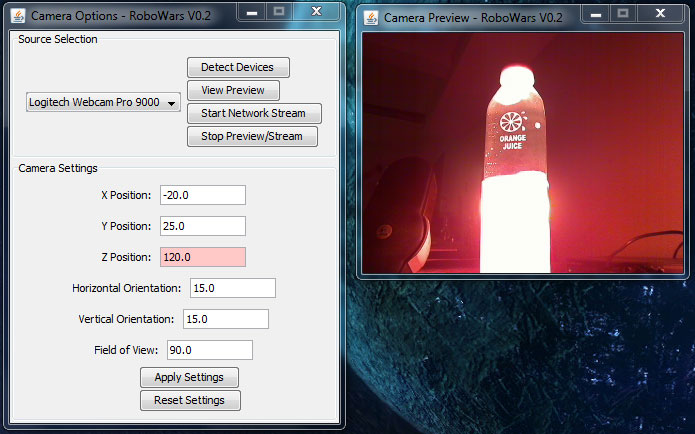 Camera Options - RoboWars V0.2
Source Selection
Logitech Webcam Pro 9000
Detect Devices
View Preview
Start Network Stream
Stop Preview/Stream
Camera Settings
X Position: -20.0
Y Position: 25.0
Z Position: 120.0
Horizontal Orientation: 15.0
Vertical Orientation: 15.0
Field of View: 90.0
Apply Settings
Reset Settings
Camera Preview - RoboWars V0.2
ORANGE
JUICE